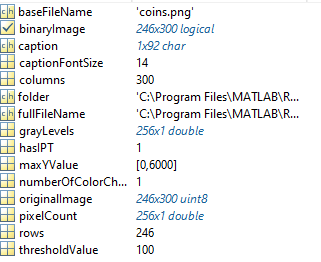 baseFileName 'coins.png'
binaryImage 246x300 logical
caption 1x92 char
captionFontSize 14
columns 300
folder 'C:\Program Files\MATLAB\R...
fullFileName 'C:\Program Files\MATLAB\R...
grayLevels 256x1 double
hasIPT 1
maxYValue [0,6000]
numberOfColorCh... 1
originalImage 246x300 uint8
pixelCount 256x1 double
rows 246
thresholdValue 100